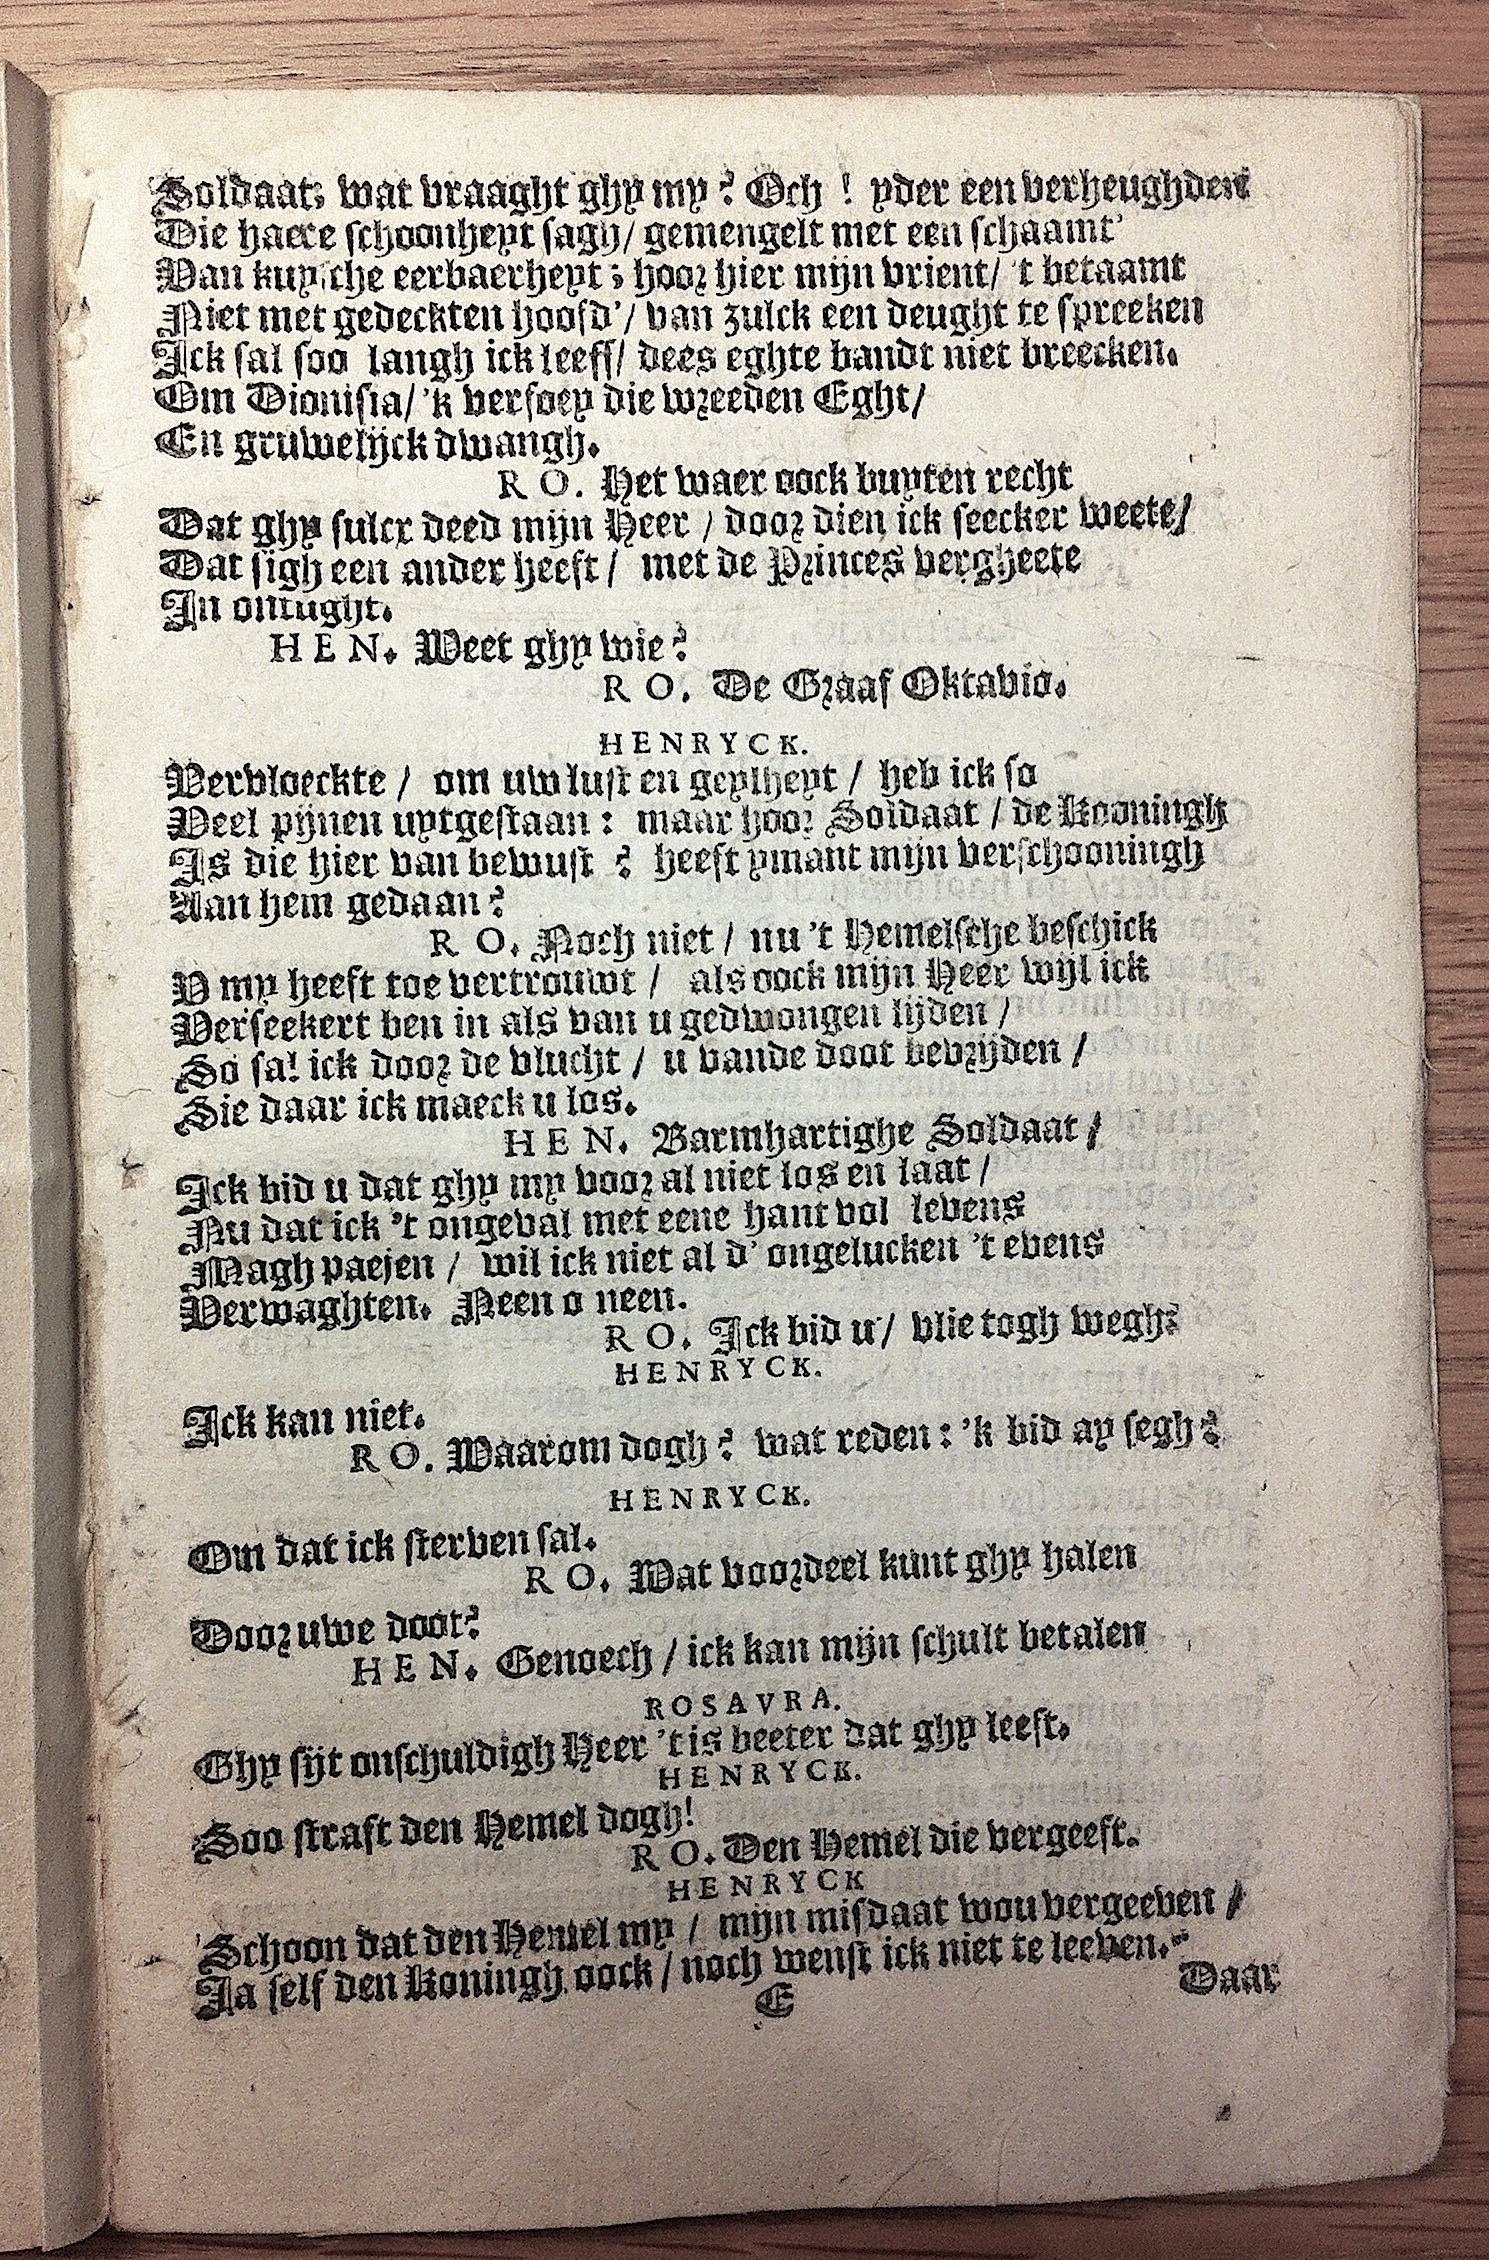 Soldaat; wat vraaght ghy my? Och! yder een verheughden
Die haere schoonheyt sagh/ gemengelt met een schaamt'
Van kuysche eerbaerheyt; hoor hier mijn vrient/ 't betaamt
Niet met gedeckten hoofd'/ van zulck een deught te spreeken
Ick sal soo langh ick leeff/ dees eghte bandt niet breecken.
Om Dionisia/ 'k verfoey die wreeden Eght/
En gruwelijck dwangh.
RO. Het waer oock buyten recht
Dat ghy sulcx deed mijn Heer / door dien ick seecker weete/
Dat sigh een ander heeft / met de Princes vergheete
In ontught.
HEN. Weet ghy wie?
RO. De Graaf Oktavio.
HENRYCK.
Vervloeckte / om uw lust en geylheyt / heb ick so
Veel pijnen uytgestaan: maar hoor Soldaat / de Kooningh
Is die hier van bewust? heeft ymant mijn verschooningh
Aan hem gedaan?
RO. Noch niet / nu 't Hemelsche beschick
V my heeft toe vertrouwt / als oock mijn Heer wijl ick
Verseekert ben in als van u gedwongen lijden /
So sal ick door de vlucht / u vande doot bevrijden /
Sie daar ick maeck u los.
HEN. Barmhartighe Soldaat /
Ick bid u dat ghy my voor al niet los en laat /
Nu dat ick 't ongeval met eene hant vol levens
Magh paejen / wil ick niet al d' ongelucken 't evens
Verwaghten. Neen o neen.
RO. Ick bid u / vlie togh wegh?
HENRYCK.
Ick kan niet.
RO. Waarom dogh? wat reden: 'k bid ay segh?
HENRYCK.
Om dat ick sterven sal.
RO. Wat voordeel kunt ghy halen
Door uwe doot?
HEN. Genoech / ick kan mijn schult betalen
ROSAVRA.
Ghy sijt onschuldigh Heer 't is beeter dat ghy leeft.
HENRYCK.
Soo straft den Hemel dogh!
RO. Den Hemel die vergeeft.
HENRYCK
Schoon dat den Hemel my / mijn misdaat wou vergeeven /
Ja self den Koningh oock / noch wenst ick niet te leeven.
E Daar